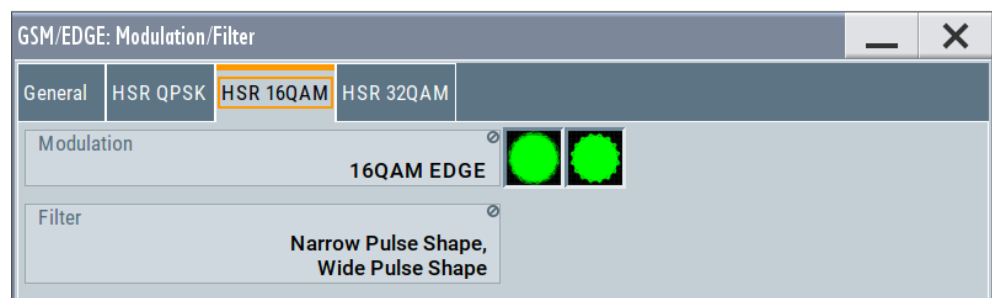 GSM/EDGE: Modulation/Filter
General HSR QPSK HSR 16QAM HSR 32QAM
Modulation
16QAM EDGE
Filter
Narrow Pulse Shape,
Wide Pulse Shape